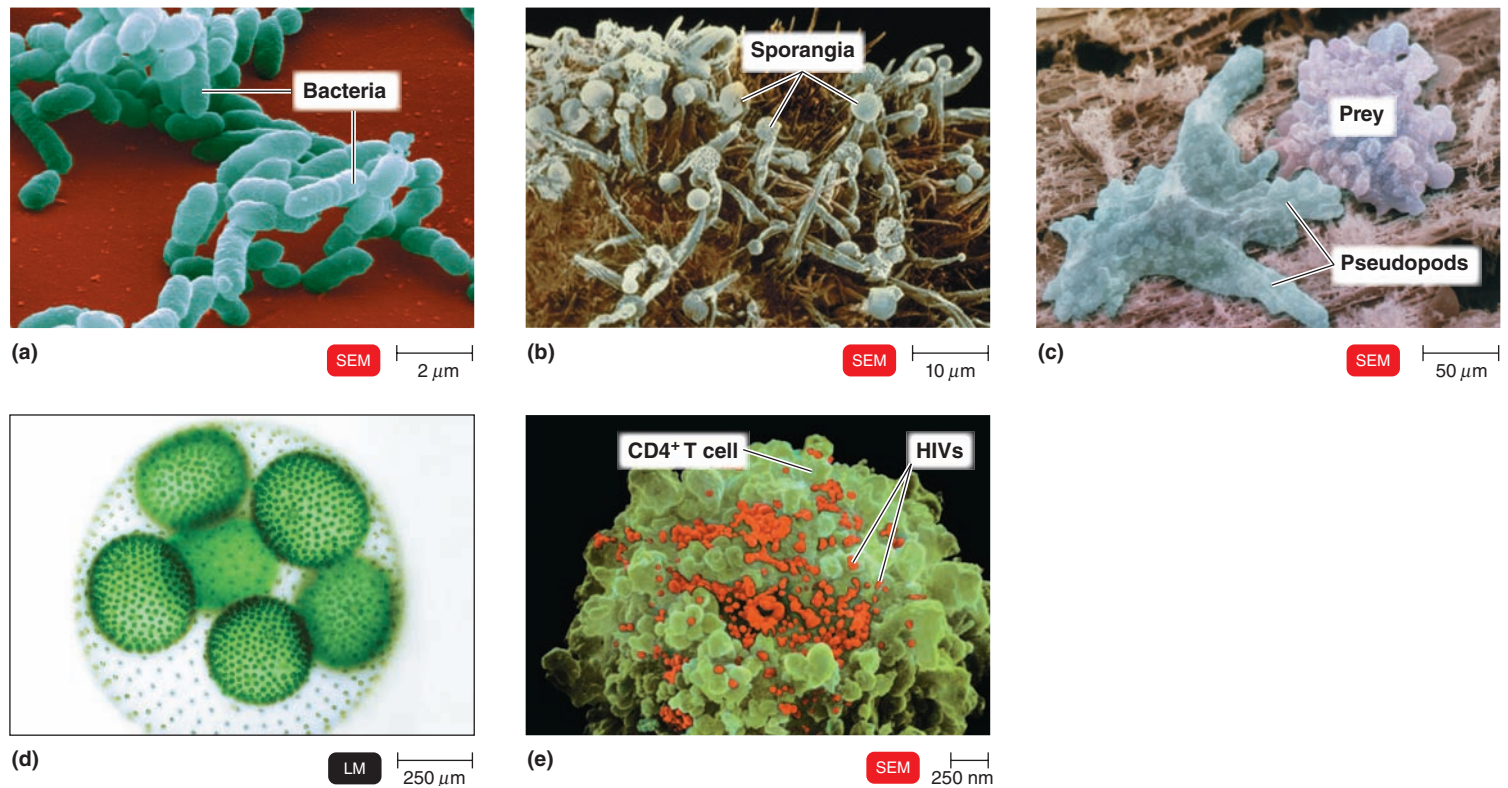 Bacteria
(a)
SEM
2 μm
Sporangia
(b)
SEM
10 μm
Prey
Pseudopods
(c)
SEM
50 μm
(d)
LM
250 μm
CD4⁺ T cell
HIVs
(e)
SEM
250 nm